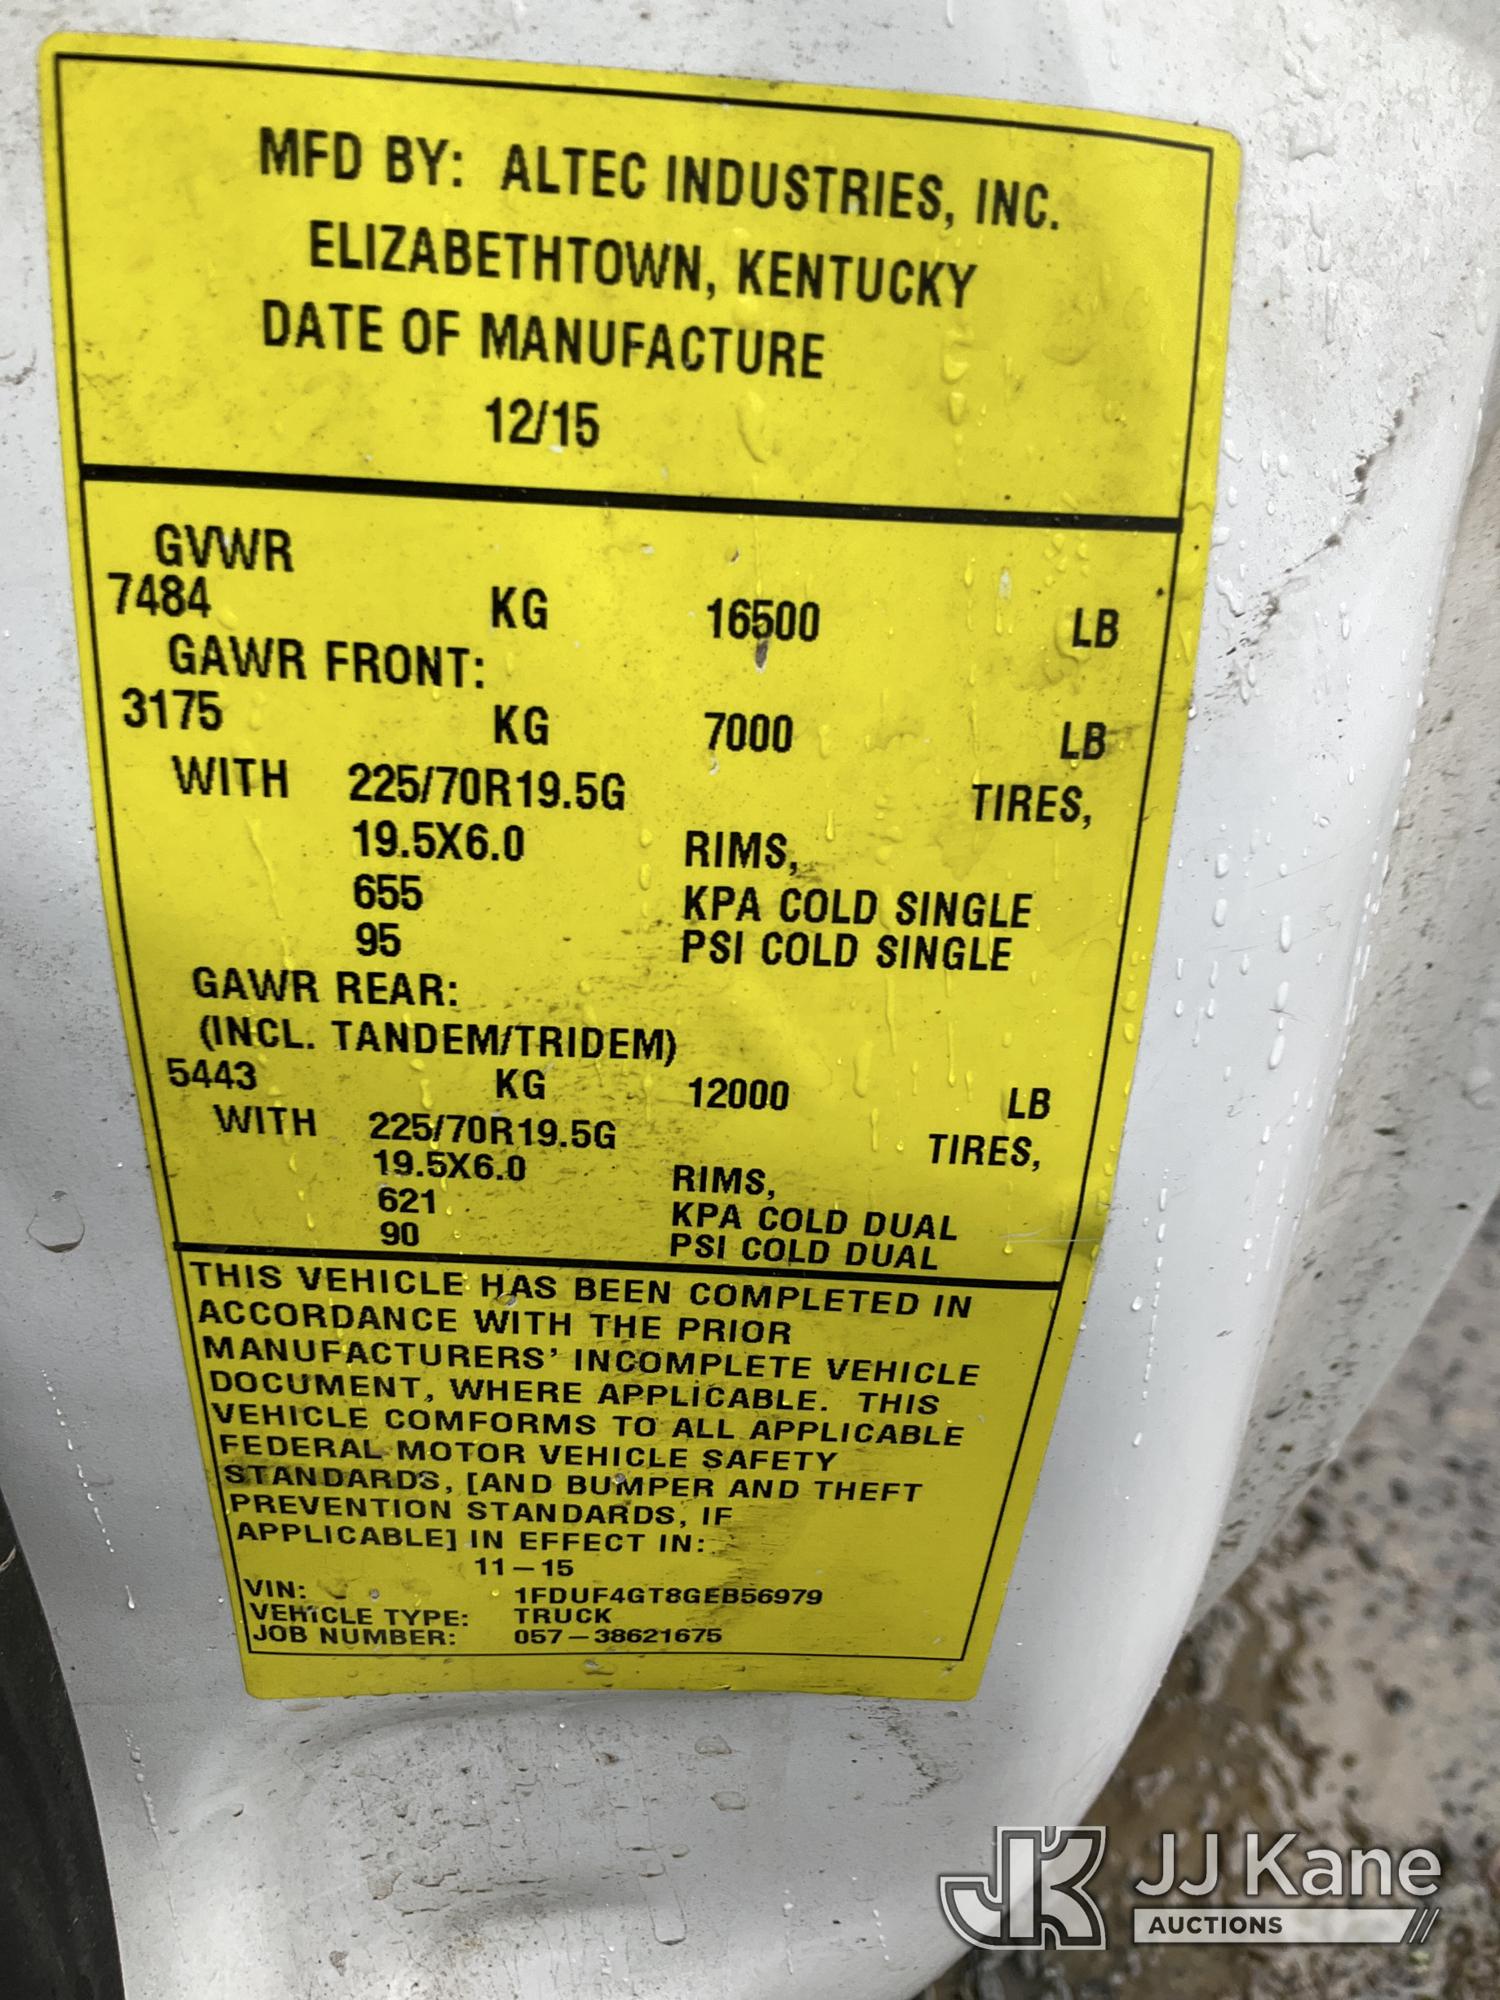 MFD BY: ALTEC INDUSTRIES, INC.
ELIZABETHTOWN, KENTUCKY
DATE OF MANUFACTURE
12/15
GVWR
7484 KG 16500 LB
GAWR FRONT:
3175 KG 7000 LB
WITH 225/70R19.5G TIRES,
19.5X6.0 RIMS,
655 KPA COLD SINGLE
95 PSI COLD SINGLE
GAWR REAR:
(INCL. TANDEM/TRIDEM)
5443 KG 12000 LB
WITH 225/70R19.5G TIRES,
19.5X6.0 RIMS,
621 KPA COLD DUAL
90 PSI COLD DUAL
THIS VEHICLE HAS BEEN COMPLETED IN
ACCORDANCE WITH THE PRIOR
MANUFACTURERS' INCOMPLETE VEHICLE
DOCUMENT, WHERE APPLICABLE. THIS
VEHICLE COMFORMS TO ALL APPLICABLE
FEDERAL MOTOR VEHICLE SAFETY
STANDARDS, [AND BUMPER AND THEFT
PREVENTION STANDARDS, IF
APPLICABLE] IN EFFECT IN:
11-15
VIN: 1FDUF4GT8GEB56979
VEHICLE TYPE: TRUCK
JOB NUMBER: 057-38621675
JK JJ Kane
AUCTIONS